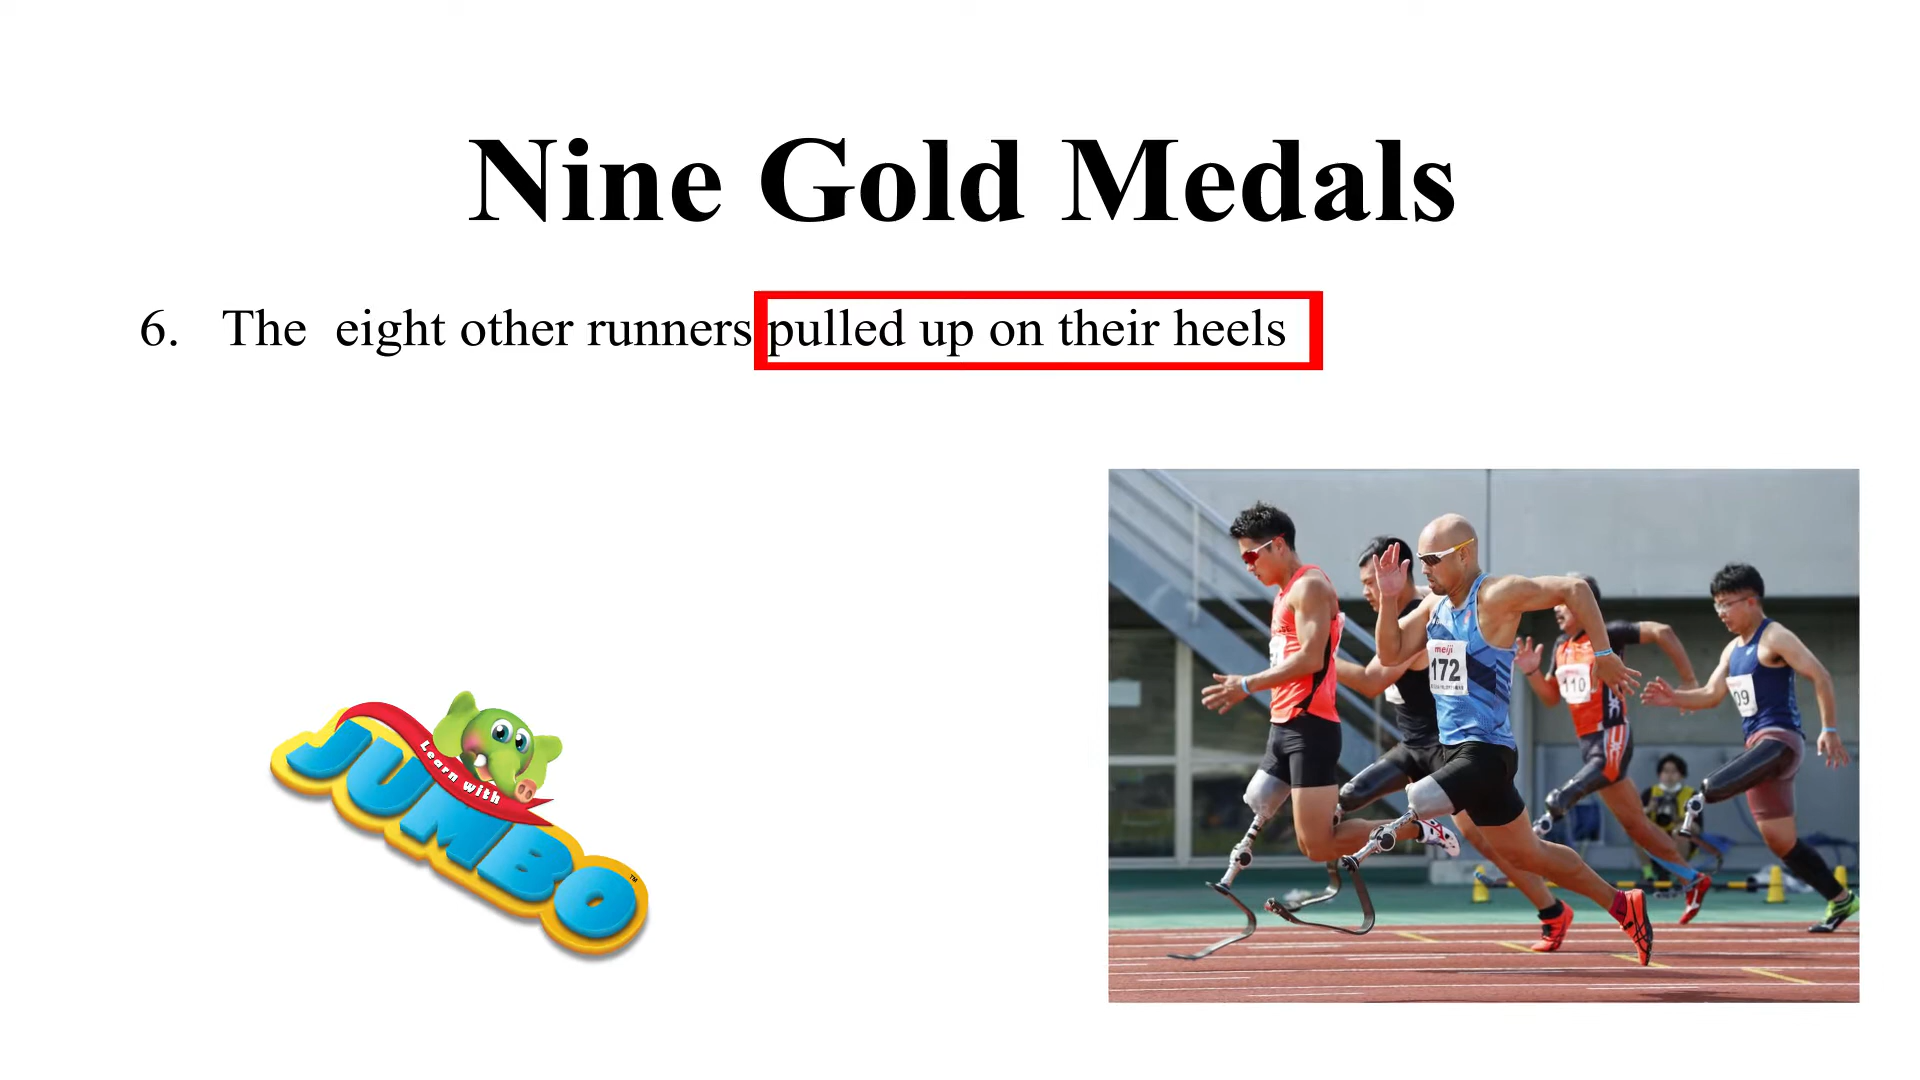 Nine Gold Medals
6. The eight other runners pulled up on their heels
Learn with
JUMBO
TM
meiji
172
110
09